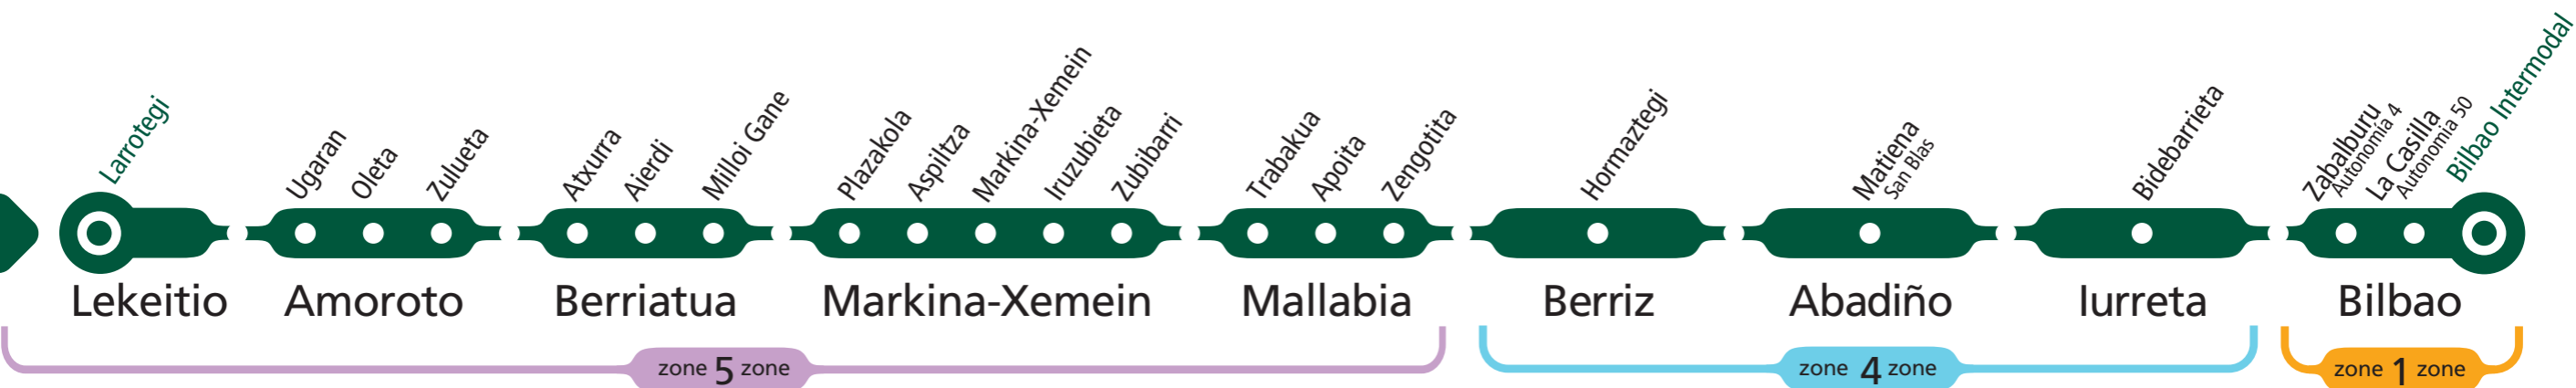 Larrotegi
Ugaran
Oleta
Zulueta
Atxurra
Aierdi
Milloi Gane
Plazakola
Aspiltza
Markina-Xemein
Iruzubieta
Zubibarri
Trabakua
Apoita
Zengotita
Hormaztegi
Matiena
San Blas
Bidebarrieta
Zabalburu
Autonomía 4
La Casilla
Autonomia 50
Bilbao Intermodal
Lekeitio
Amoroto
Berriatua
Markina-Xemein
Mallabia
Berriz
Abadiño
Iurreta
Bilbao
zone 5 zone
zone 4 zone
zone 1 zone